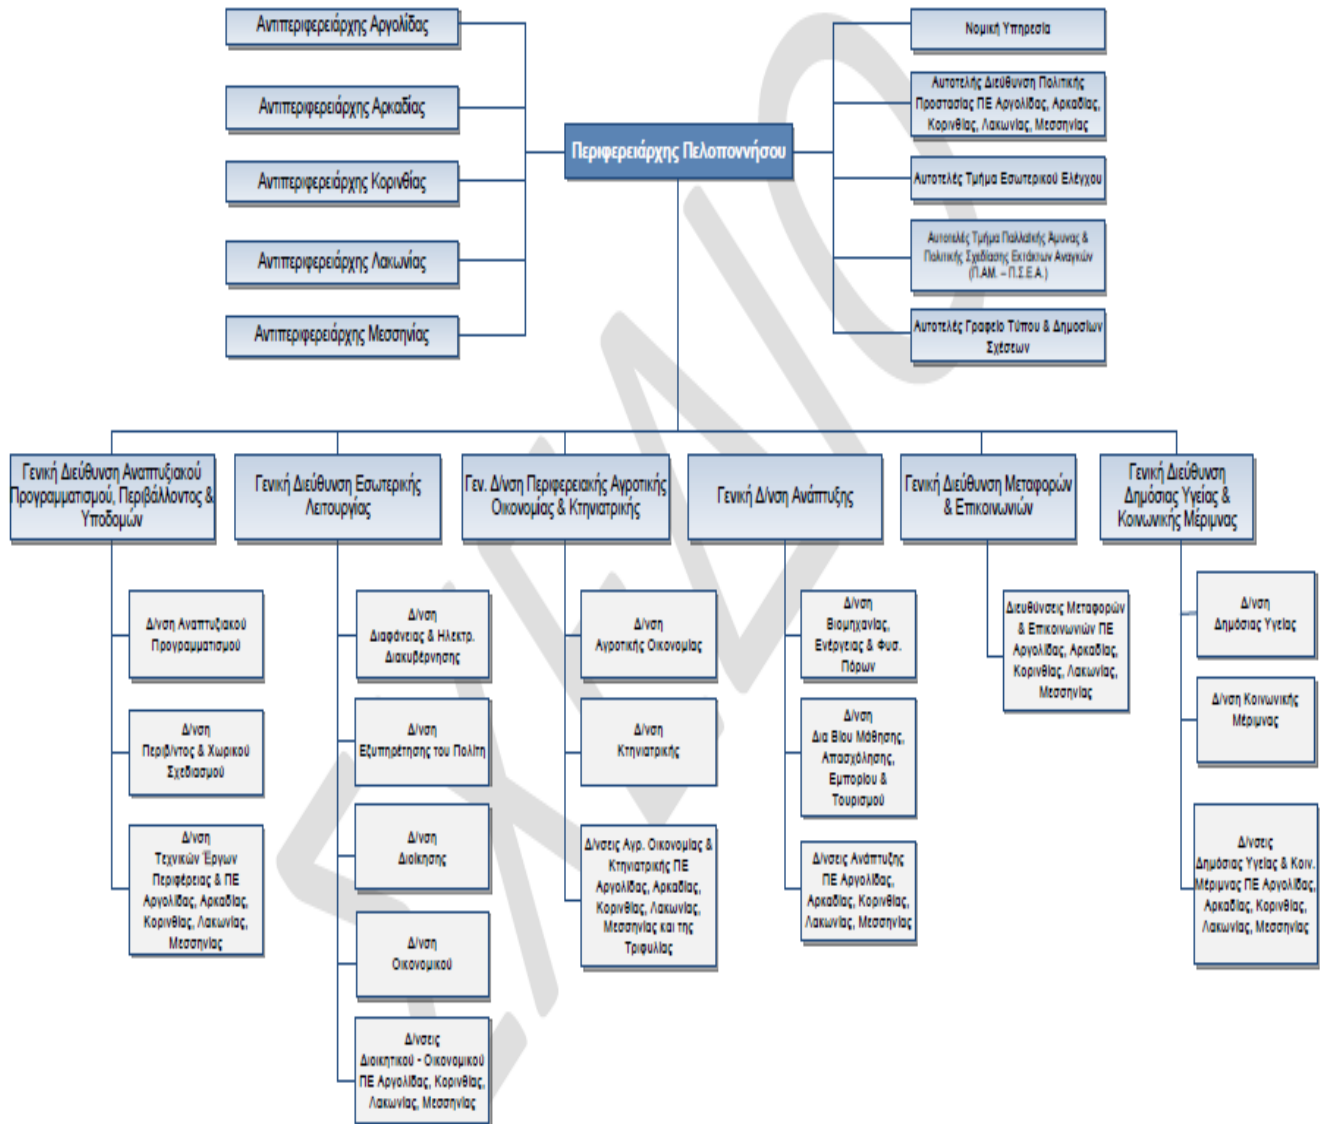 Αντιπεριφερειάρχης Αργολίδας
Αντιπεριφερειάρχης Αρκαδίας
Αντιπεριφερειάρχης Κορινθίας
Αντιπεριφερειάρχης Λακωνίας
Αντιπεριφερειάρχης Μεσσηνίας
Περιφερειάρχης Πελοποννήσου
Νομική Υπηρεσία
Αυτοτελής Διεύθυνση Πολιτικής
Προστασίας ΠΕ Αργολίδας, Αρκαδίας,
Κορινθίας, Λακωνίας, Μεσσηνίας
Αυτοτελές Τμήμα Εσωτερικού Ελέγχου
Αυτοτελές Τμήμα Παλλαϊκής Άμυνας &
Πολιτικής Σχεδίασης Εκτάκτων Αναγκών
(Π.ΑΜ. – Π.Σ.Ε.Α.)
Αυτοτελές Γραφείο Τύπου & Δημοσίων
Σχέσεων
Γενική Διεύθυνση Αναπτυξιακού
Προγραμματισμού, Περιβάλλοντος &
Υποδομών
Δ/νση Αναπτυξιακού
Προγραμματισμού
Δ/νση
Περιβ/ντος & Χωρικού
Σχεδιασμού
Δ/νση
Τεχνικών Έργων
Περιφέρειας & ΠΕ
Αργολίδας, Αρκαδίας,
Κορινθίας, Λακωνίας,
Μεσσηνίας
Γενική Διεύθυνση Εσωτερικής
Λειτουργίας
Δ/νση
Διαφάνειας & Ηλεκτρ.
Διακυβέρνησης
Δ/νση
Εξυπηρέτησης του Πολίτη
Δ/νση
Διοίκησης
Δ/νση
Οικονομικού
Δ/νσεις
Διοικητικού - Οικονομικού
ΠΕ Αργολίδας, Κορινθίας,
Λακωνίας, Μεσσηνίας
Γεν. Δ/νση Περιφερειακής Αγροτικής
Οικονομίας & Κτηνιατρικής
Δ/νση
Αγροτικής Οικονομίας
Δ/νση
Κτηνιατρικής
Δ/νσεις Αγρ. Οικονομίας &
Κτηνιατρικής ΠΕ
Αργολίδας, Αρκαδίας,
Κορινθίας, Λακωνίας,
Μεσσηνίας και της
Τριφυλίας
Γενική Δ/νση Ανάπτυξης
Δ/νση
Βιομηχανίας,
Ενέργειας & Φυσ.
Πόρων
Δ/νση
Δια Βίου Μάθησης,
Απασχόλησης,
Εμπορίου &
Τουρισμού
Δ/νσεις Ανάπτυξης
ΠΕ Αργολίδας,
Αρκαδίας, Κορινθίας,
Λακωνίας, Μεσσηνίας
Γενική Διεύθυνση Μεταφορών
& Επικοινωνιών
Διευθύνσεις Μεταφορών
& Επικοινωνιών ΠΕ
Αργολίδας, Αρκαδίας,
Κορινθίας, Λακωνίας,
Μεσσηνίας
Γενική Διεύθυνση
Δημόσιας Υγείας &
Κοινωνικής Μέριμνας
Δ/νση
Δημόσιας Υγείας
Δ/νση Κοινωνικής
Μέριμνας
Δ/νσεις
Δημόσιας Υγείας & Κοιν.
Μέριμνας ΠΕ Αργολίδας,
Αρκαδίας, Κορινθίας,
Λακωνίας, Μεσσηνίας
ΣΧΕΔΙΟ